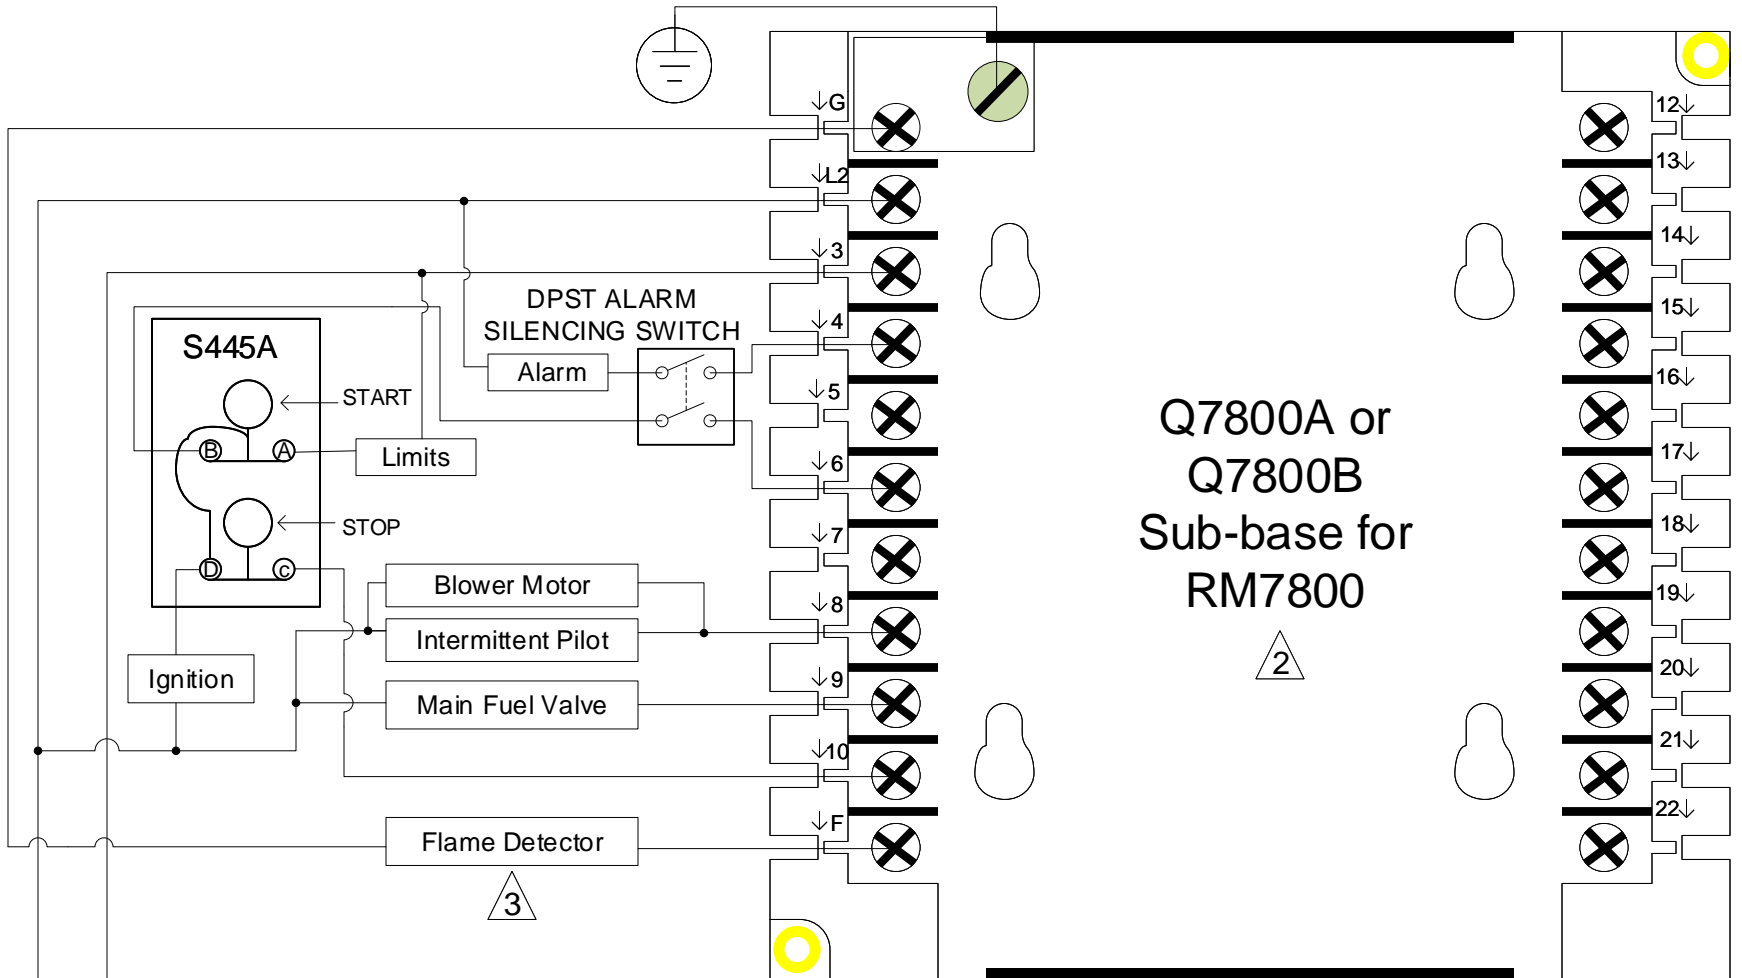 G
L2
3
4
5
6
7
8
9
10
F
12
13
14
15
16
17
18
19
20
21
22
DPST ALARM
SILENCING SWITCH
S445A
START
B
A
STOP
D
c
Alarm
Limits
Blower Motor
Intermittent Pilot
Ignition
Main Fuel Valve
Flame Detector
3
Q7800A or
Q7800B
Sub-base for
RM7800
2